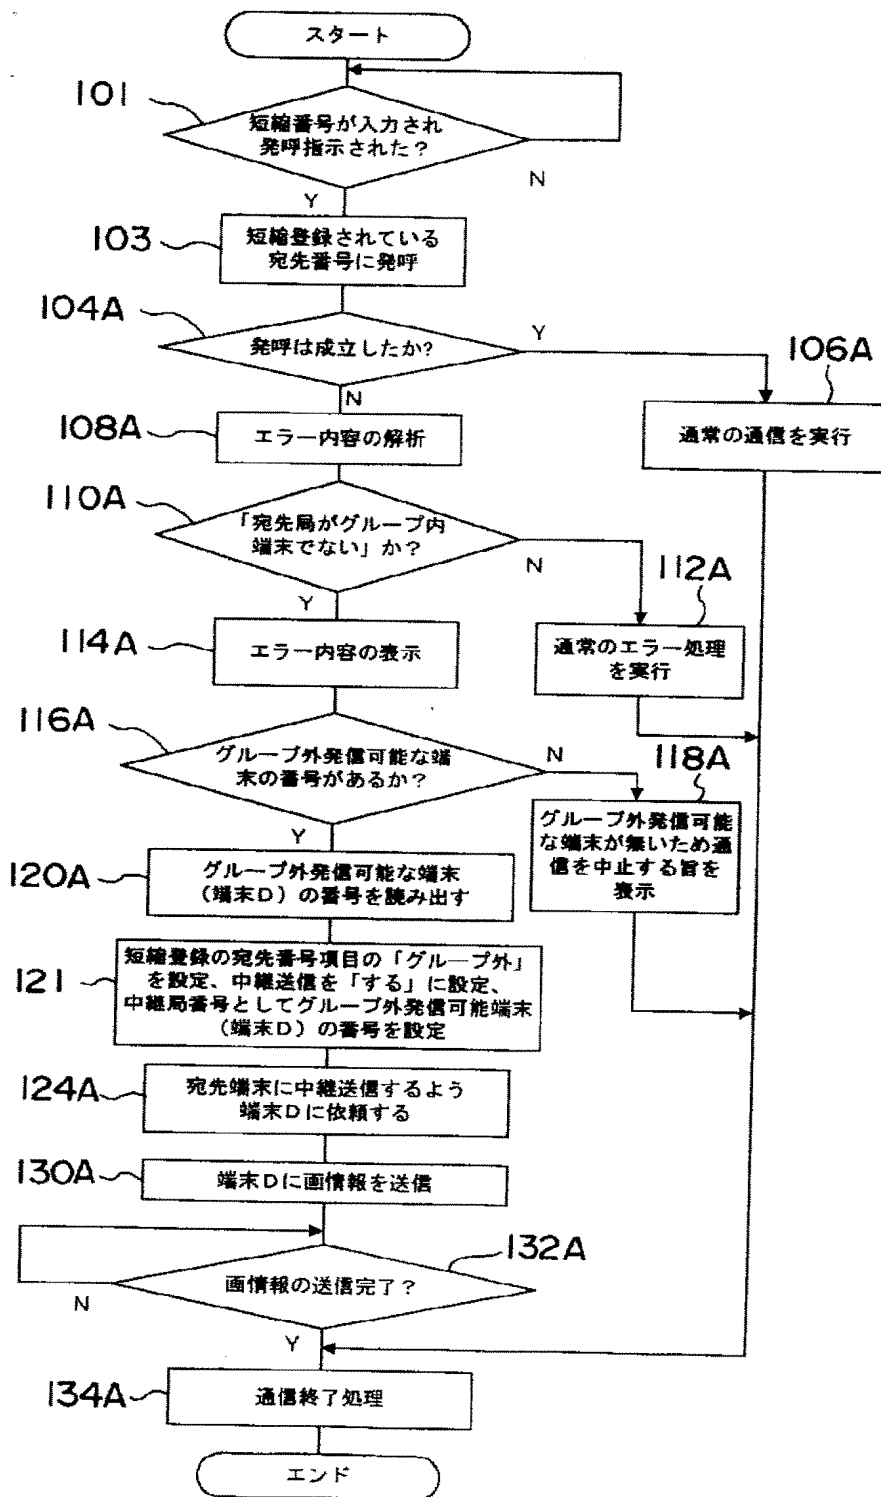 スタート
101
短縮番号が入力され
発呼指示された?
N
Y
103
短縮登録されている
宛先番号に発呼
104A
発呼は成立したか?
Y
N
106A
通常の通信を実行
108A
エラー内容の解析
110A
「宛先局がグループ内
端末でない」か?
N
Y
112A
通常のエラー処理
を実行
114A
エラー内容の表示
116A
グループ外発信可能な端
末の番号があるか?
N
Y
118A
グループ外発信可能
な端末が無いため通
信を中止する旨を
表示
120A
グループ外発信可能な端末
(端末D)の番号を読み出す
121
短縮登録の宛先番号項目の「グループ外」
を設定、中継送信を「する」に設定、
中継局番号としてグループ外発信可能端末
(端末D)の番号を設定
124A
宛先端末に中継送信するよう
端末Dに依頼する
130A
端末Dに画情報を送信
132A
画情報の送信完了?
N
Y
134A
通信終了処理
エンド